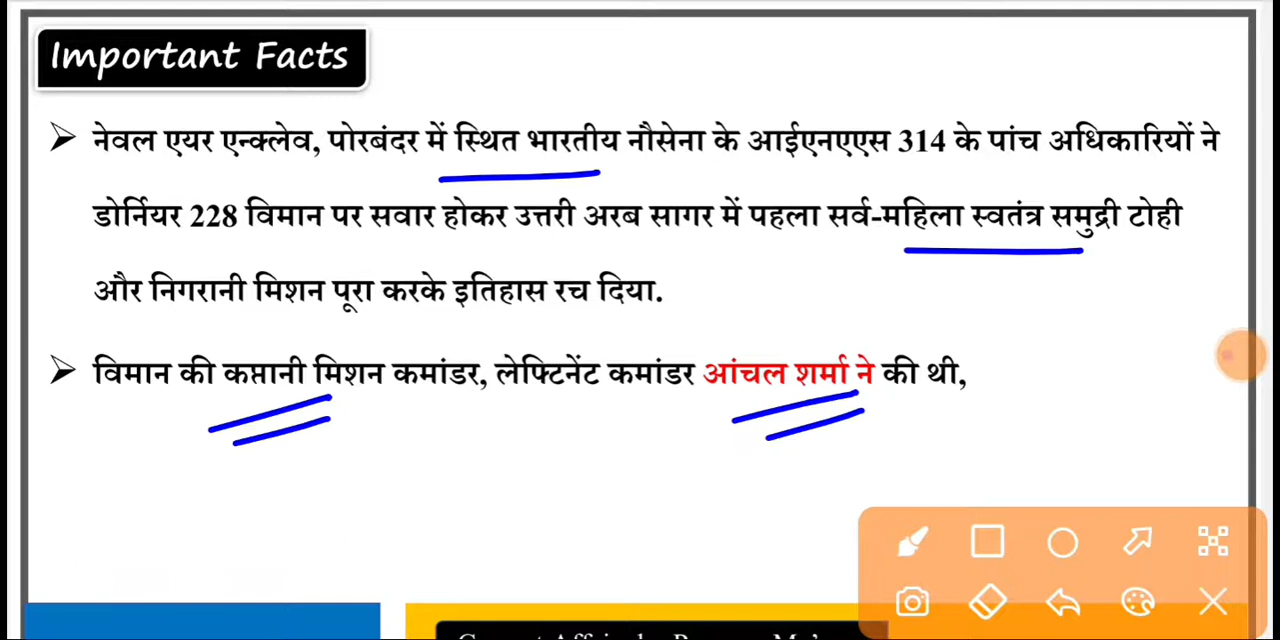 Important Facts
➢ नेवल एयर एन्क्लेव, पोरबंदर में स्थित भारतीय नौसेना के आईएनएएस 314 के पांच अधिकारियों ने
डोर्नियर 228 विमान पर सवार होकर उत्तरी अरब सागर में पहला सर्व-महिला स्वतंत्र समुद्री टोही
और निगरानी मिशन पूरा करके इतिहास रच दिया.
➢ विमान की कप्तानी मिशन कमांडर, लेफ्टिनेंट कमांडर आंचल शर्मा ने की थी,